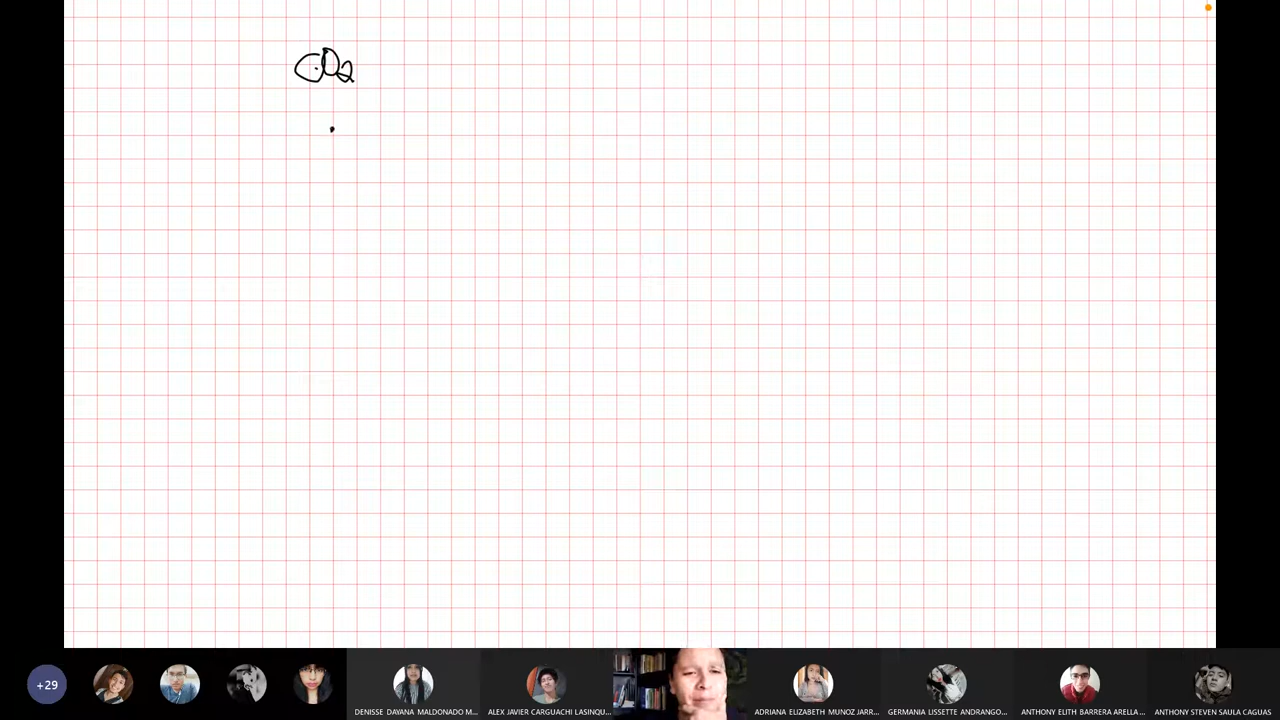 CO2
+29
DENISSE DAYANA MALDONADO M...
ALEX JAVIER CARGUACHI LASINQU...
ADRIANA ELIZABETH MUNOZ JARR...
GERMANIA LISSETTE ANDRANGO...
ANTHONY ELITH BARRERA ARELLA ...
ANTHONY STEVEN SAULA CAGUAS